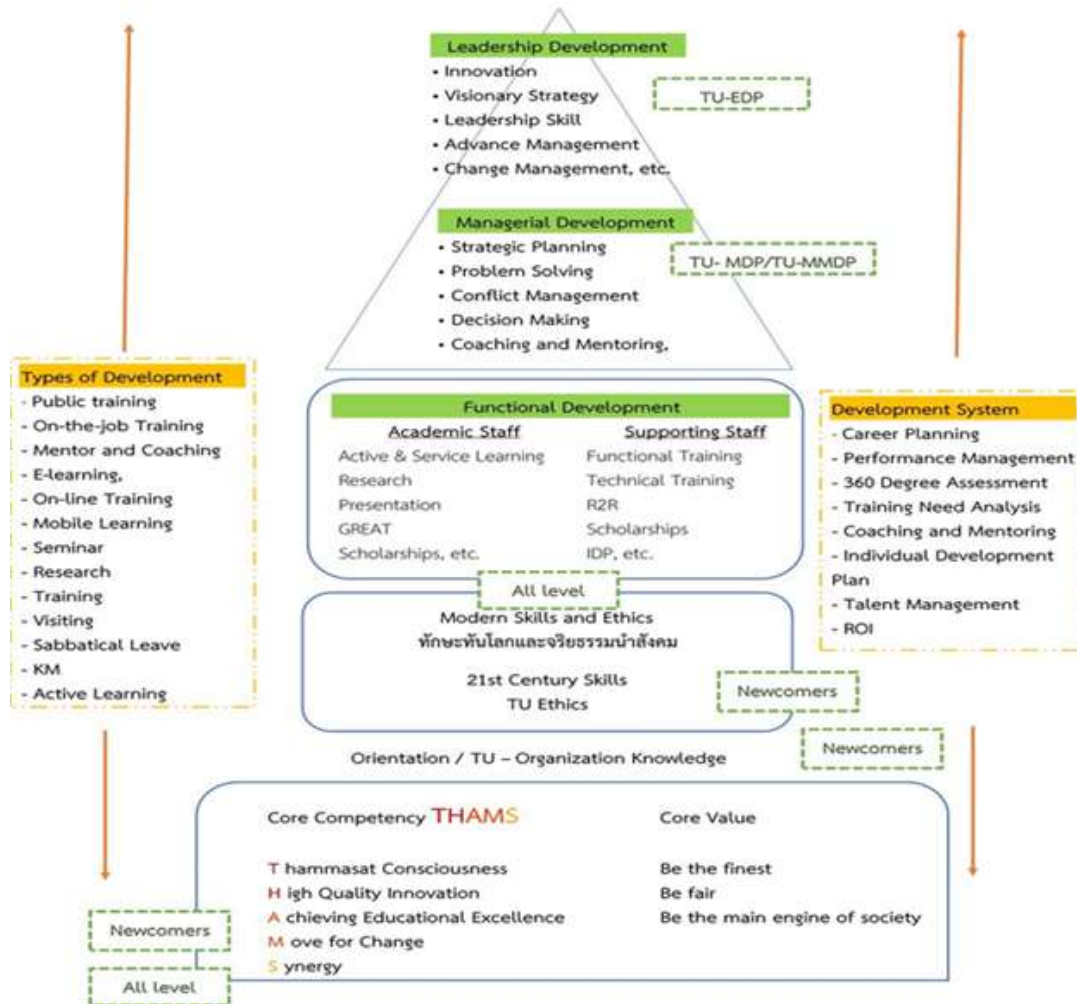 Leadership Development
• Innovation
• Visionary Strategy
• Leadership Skill
• Advance Management
• Change Management, etc.
TU-EDP
Managerial Development
• Strategic Planning
• Problem Solving
• Conflict Management
• Decision Making
• Coaching and Mentoring,
TU- MDP/TU-MMDP
Types of Development
- Public training
- On-the-job Training
- Mentor and Coaching
- E-learning,
- On-line Training
- Mobile Learning
- Seminar
- Research
- Training
- Visiting
- Sabbatical Leave
- KM
- Active Learning
Functional Development
Academic Staff
Active & Service Learning
Research
Presentation
GREAT
Scholarships, etc.
Supporting Staff
Functional Training
Technical Training
R2R
Scholarships
IDP, etc.
Development System
- Career Planning
- Performance Management
- 360 Degree Assessment
- Training Need Analysis
- Coaching and Mentoring
- Individual Development
Plan
- Talent Management
- ROI
All level
Modern Skills and Ethics
ทักษะทันโลกและจริยธรรมนำสังคม
21st Century Skills
TU Ethics
Newcomers
Newcomers
Orientation / TU – Organization Knowledge
Core Competency THAMS
T hammasat Consciousness
H igh Quality Innovation
A chieving Educational Excellence
M ove for Change
S ynergy
Core Value
Be the finest
Be fair
Be the main engine of society
Newcomers
All level